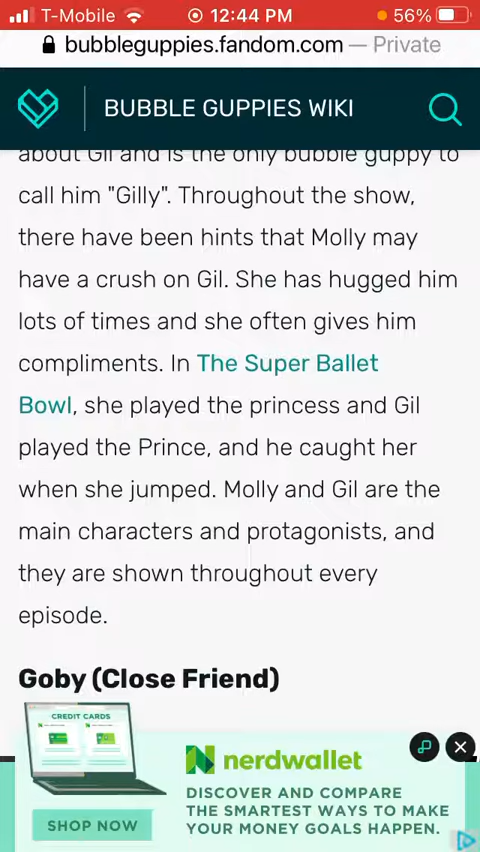 T-Mobile 12:44 PM 56%
bubbleguppies.fandom.com — Private
BUBBLE GUPPIES WIKI
about Gil and is the only bubble guppy to
call him "Gilly". Throughout the show,
there have been hints that Molly may
have a crush on Gil. She has hugged him
lots of times and she often gives him
compliments. In The Super Ballet
Bowl, she played the princess and Gil
played the Prince, and he caught her
when she jumped. Molly and Gil are the
main characters and protagonists, and
they are shown throughout every
episode.
Goby (Close Friend)
CREDIT CARDS
nerdwallet
DISCOVER AND COMPARE
THE SMARTEST WAYS TO MAKE
YOUR MONEY GOALS HAPPEN.
SHOP NOW